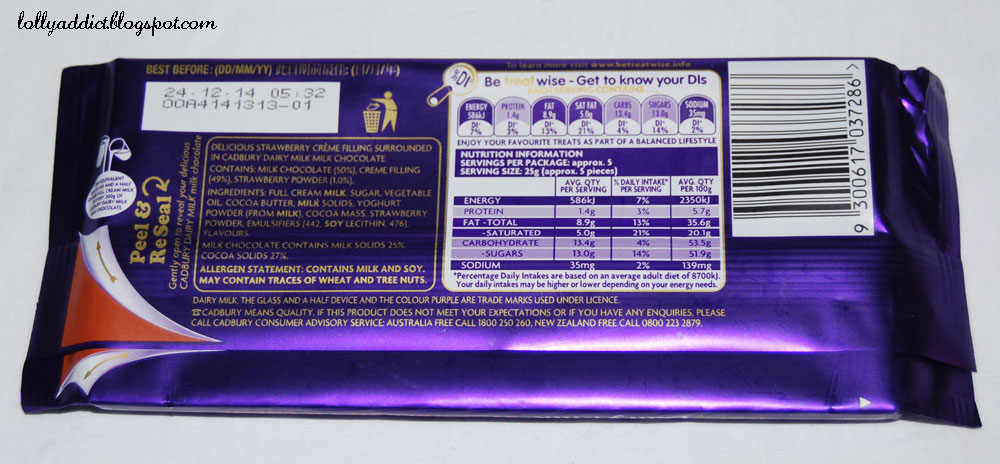 lollyaddict.blogspot.com
BEST BEFORE: (DD/MM/YY)
24.12.14 05:32
OOA4141313-01
Peel &
ReSeal
Gently open to reveal your delicious
CADBURY DAIRY MILK milk chocolate
DELICIOUS STRAWBERRY CRÈME FILLING SURROUNDED
IN CADBURY DAIRY MILK MILK CHOCOLATE
CONTAINS: MILK CHOCOLATE (50%), CREME FILLING
(49%), STRAWBERRY POWDER (1.0%).
INGREDIENTS: FULL CREAM MILK, SUGAR, VEGETABLE
OIL, COCOA BUTTER, MILK SOLIDS, YOGHURT
POWDER (FROM MILK), COCOA MASS, STRAWBERRY
POWDER, EMULSIFIERS (442, SOY LECITHIN, 476),
FLAVOURS.
MILK CHOCOLATE CONTAINS MILK SOLIDS 25%,
COCOA SOLIDS 27%.
ALLERGEN STATEMENT: CONTAINS MILK AND SOY.
MAY CONTAIN TRACES OF WHEAT AND TREE NUTS.
To learn more visit www.betreatwise.info
DI*
Be treatwise - Get to know your DIs
EACH SERVING CONTAINS...
ENERGY PROTEIN FAT SAT FAT CARBS SUGARS SODIUM
586kJ 1.4g 8.9g 5.0g 13.4g 13.0g 35mg
DI* DI* DI* DI* DI* DI* DI*
7% 3% 13% 21% 4% 14% 2%
ENJOY YOUR FAVOURITE TREATS AS PART OF A BALANCED LIFESTYLE
NUTRITION INFORMATION
SERVINGS PER PACKAGE: approx. 5
SERVING SIZE: 25g (approx. 5 pieces)
AVG. QTY % DAILY INTAKE* AVG. QTY
PER SERVING PER SERVING PER 100g
ENERGY 586kJ 7% 2350kJ
PROTEIN 1.4g 3% 5.7g
FAT -TOTAL 8.9g 13% 35.6g
-SATURATED 5.0g 21% 20.1g
CARBOHYDRATE 13.4g 4% 53.5g
-SUGARS 13.0g 14% 51.9g
SODIUM 35mg 2% 139mg
*Percentage Daily Intakes are based on an average adult diet of 8700kJ.
Your daily intakes may be higher or lower depending on your energy needs.
9 300617 037286 >
DAIRY MILK, THE GLASS AND A HALF DEVICE AND THE COLOUR PURPLE ARE TRADE MARKS USED UNDER LICENCE.
CADBURY MEANS QUALITY. IF THIS PRODUCT DOES NOT MEET YOUR EXPECTATIONS OR IF YOU HAVE ANY ENQUIRIES, PLEASE
CALL CADBURY CONSUMER ADVISORY SERVICE: AUSTRALIA FREE CALL 1800 250 260, NEW ZEALAND FREE CALL 0800 223 2879.